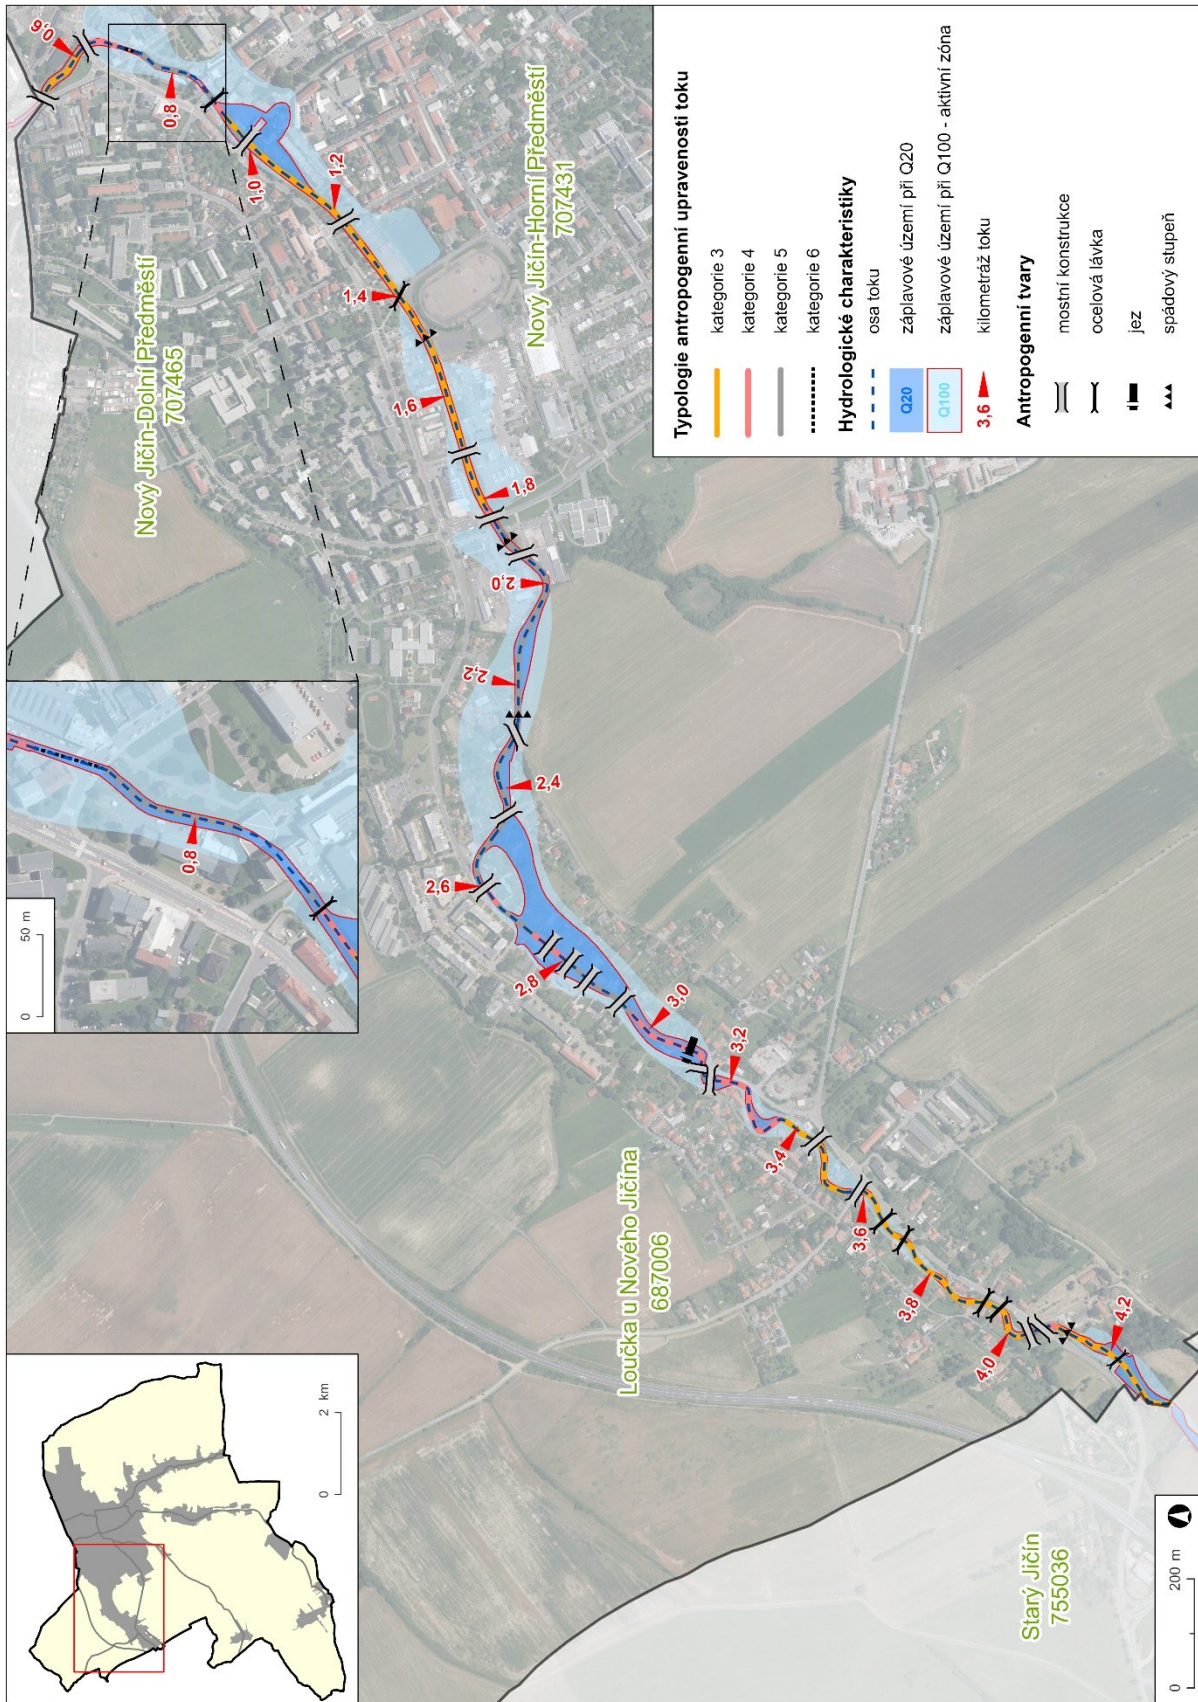 0 2 km
0 50 m
0,8
Nový Jičín-Dolní Předměstí
707465
Nový Jičín-Horní Předměstí
707431
Loučka u Nového Jičína
687006
Starý Jičín
755036
0,6
0,8
1,0
1,2
1,4
1,6
1,8
2,0
2,2
2,4
2,6
2,8
3,0
3,2
3,4
3,6
3,8
4,0
4,2
0 200 m
Typologie antropogenní upravenosti toku
kategorie 3
kategorie 4
kategorie 5
kategorie 6
Hydrologické charakteristiky
osa toku
Q20 záplavové území při Q20
Q100 záplavové území při Q100 - aktivní zóna
3,6 kilometráž toku
Antropogenní tvary
mostní konstrukce
ocelová lávka
jez
spádový stupeň